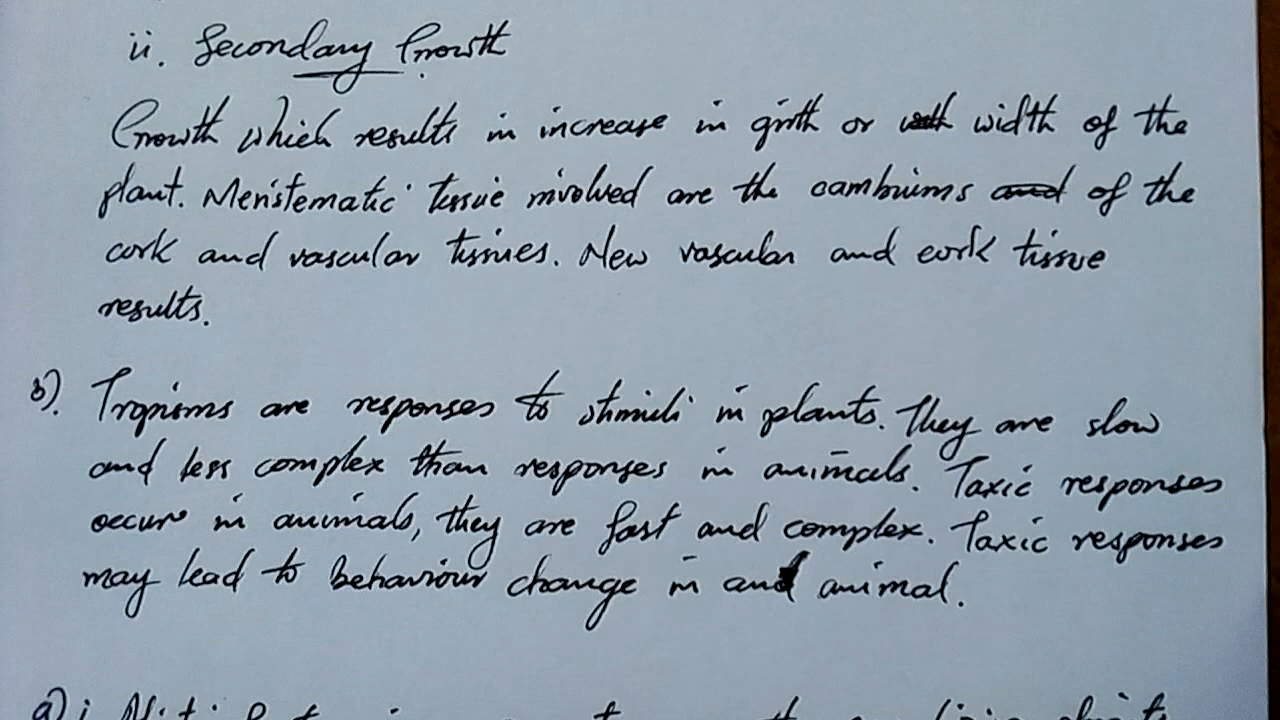 ii. Secondary Growth
Growth which results in increase in girth or width of the
plant. Meristematic tissue involved are the cambiums of the
cork and vascular tissues. New vascular and cork tissue
results.
b). Tropisms are responses to stimuli in plants. They are slow
and less complex than responses in animals. Taxic responses
occur in animals, they are fast and complex. Taxic responses
may lead to behaviour change in an animal.
a) i.